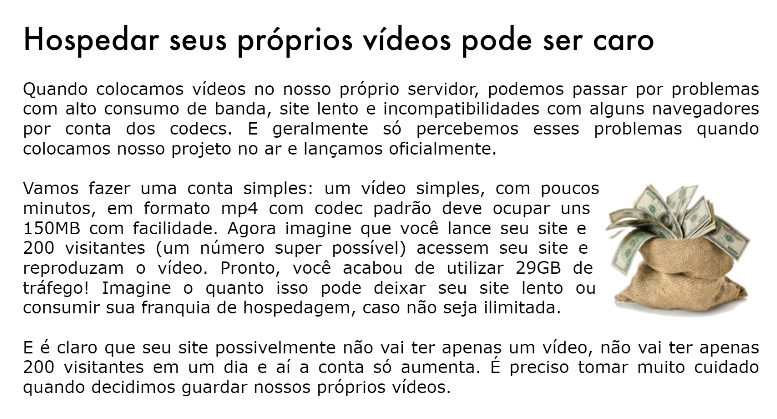 Hospedar seus próprios vídeos pode ser caro
Quando colocamos vídeos no nosso próprio servidor, podemos passar por problemas
com alto consumo de banda, site lento e incompatibilidades com alguns navegadores
por conta dos codecs. E geralmente só percebemos esses problemas quando
colocamos nosso projeto no ar e lançamos oficialmente.
Vamos fazer uma conta simples: um vídeo simples, com poucos
minutos, em formato mp4 com codec padrão deve ocupar uns
150MB com facilidade. Agora imagine que você lance seu site e
200 visitantes (um número super possível) acessem seu site e
reproduzam o vídeo. Pronto, você acabou de utilizar 29GB de
tráfego! Imagine o quanto isso pode deixar seu site lento ou
consumir sua franquia de hospedagem, caso não seja ilimitada.
E é claro que seu site possivelmente não vai ter apenas um vídeo, não vai ter apenas
200 visitantes em um dia e aí a conta só aumenta. É preciso tomar muito cuidado
quando decidimos guardar nossos próprios vídeos.